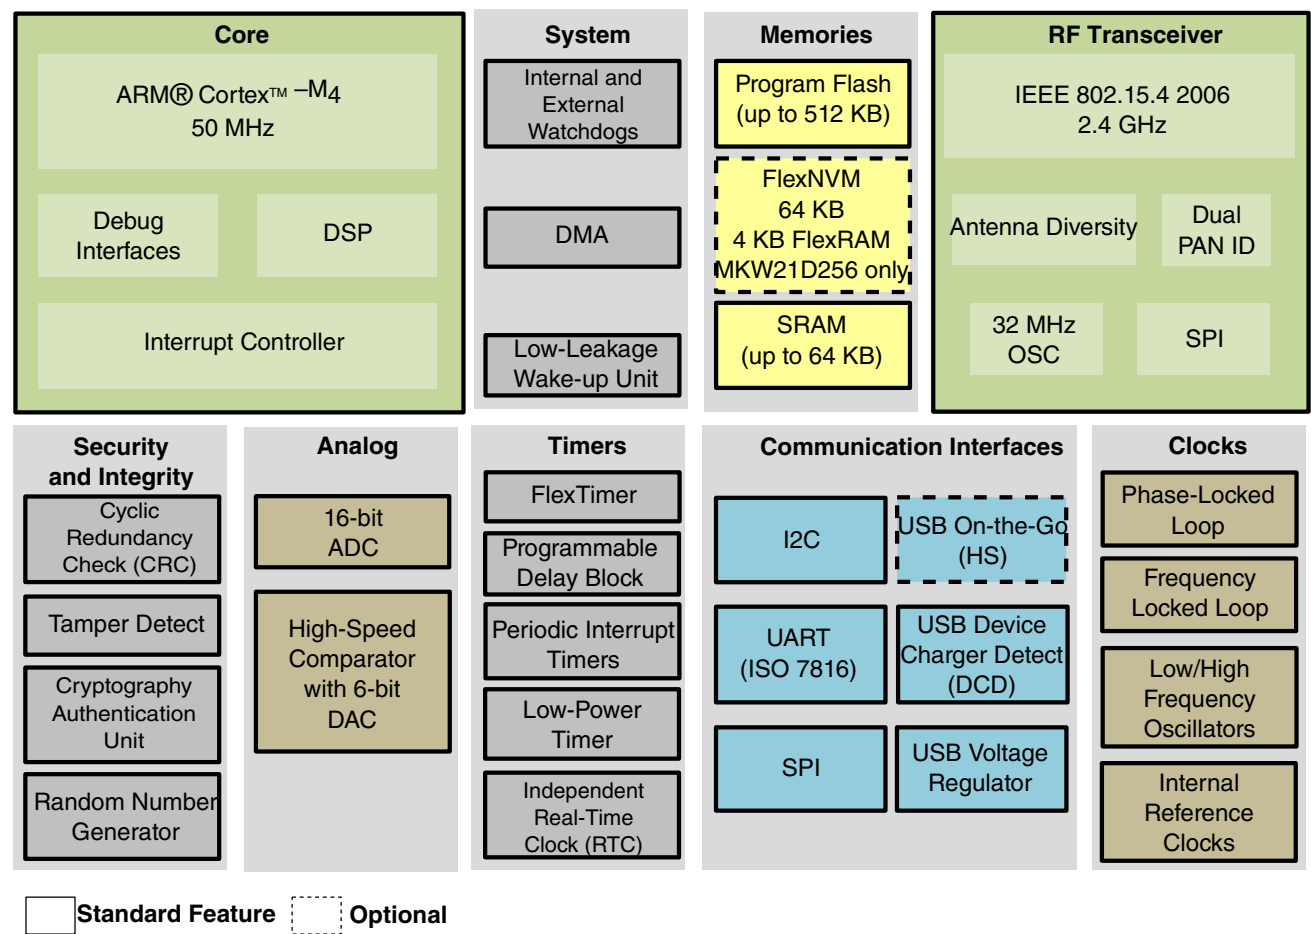 Core
ARM® Cortex™ –M4
50 MHz
Debug
Interfaces
DSP
Interrupt Controller
System
Internal and
External
Watchdogs
DMA
Low-Leakage
Wake-up Unit
Memories
Program Flash
(up to 512 KB)
FlexNVM
64 KB
4 KB FlexRAM
MKW21D256 only
SRAM
(up to 64 KB)
RF Transceiver
IEEE 802.15.4 2006
2.4 GHz
Antenna Diversity
Dual
PAN ID
32 MHz
OSC
SPI
Security
and Integrity
Cyclic
Redundancy
Check (CRC)
Tamper Detect
Cryptography
Authentication
Unit
Random Number
Generator
Analog
16-bit
ADC
High-Speed
Comparator
with 6-bit
DAC
Timers
FlexTimer
Programmable
Delay Block
Periodic Interrupt
Timers
Low-Power
Timer
Independent
Real-Time
Clock (RTC)
Communication Interfaces
I2C
USB On-the-Go
(HS)
UART
(ISO 7816)
USB Device
Charger Detect
(DCD)
SPI
USB Voltage
Regulator
Clocks
Phase-Locked
Loop
Frequency
Locked Loop
Low/High
Frequency
Oscillators
Internal
Reference
Clocks
Standard Feature
Optional